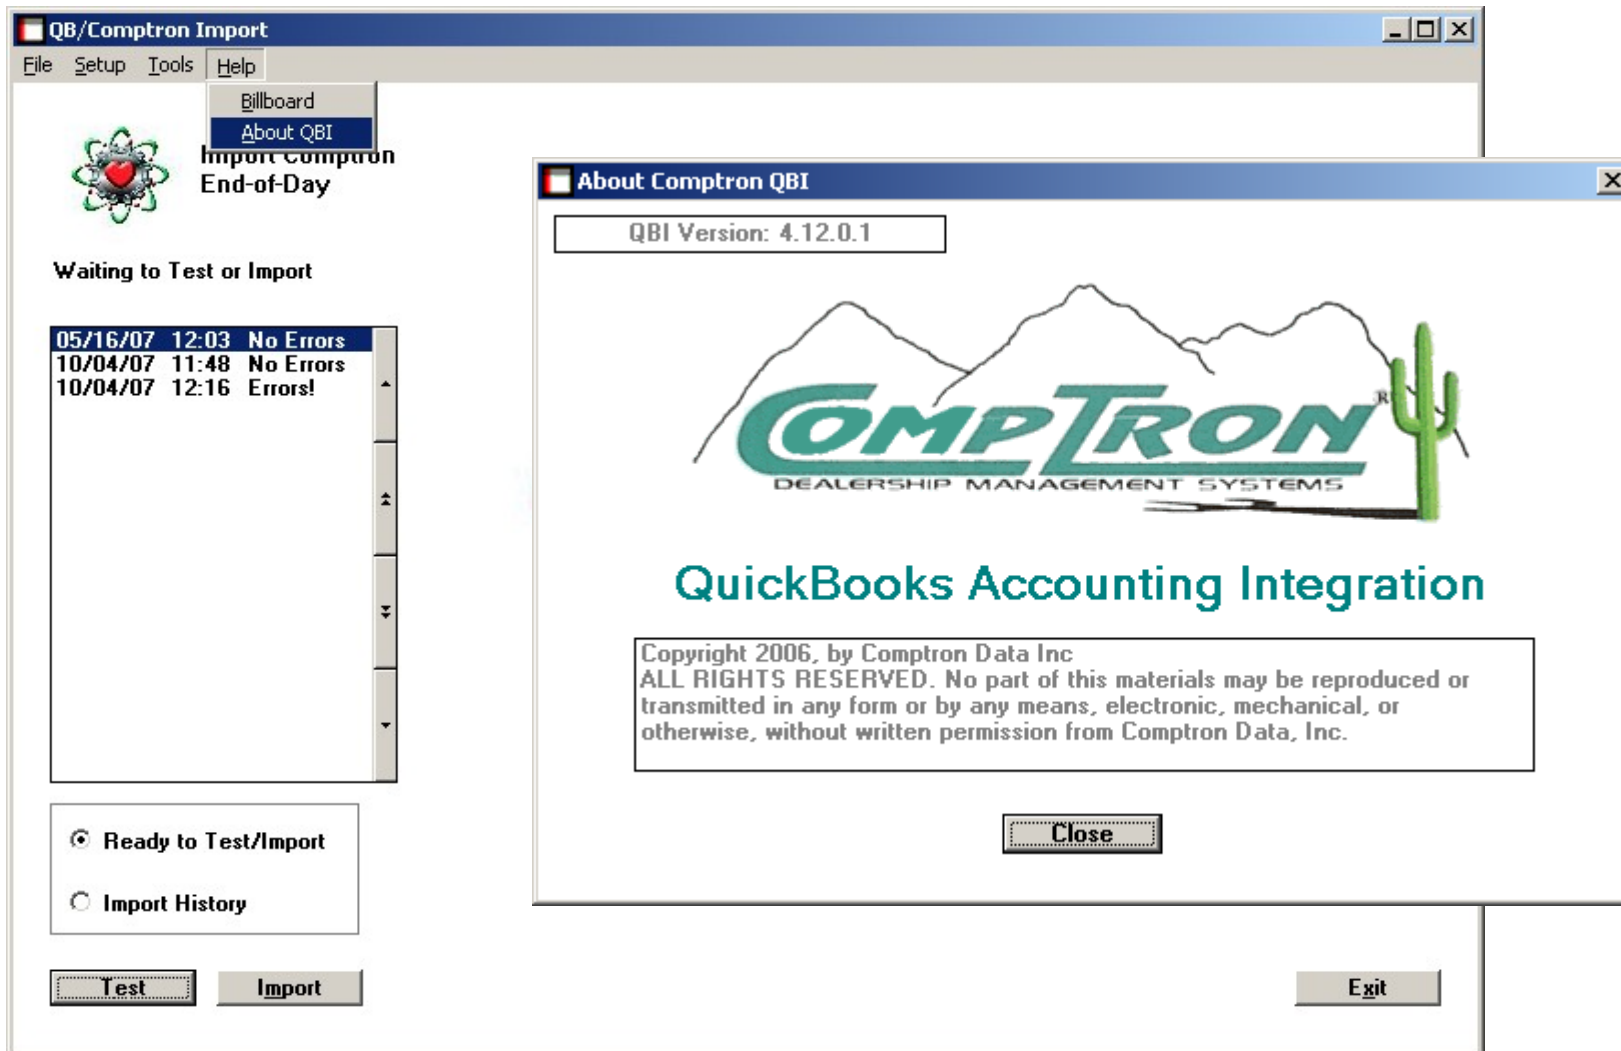 QB/Comptron Import
File Setup Tools Help
Billboard
About QBI
Import Comptron
End-of-Day
Waiting to Test or Import
05/16/07 12:03 No Errors
10/04/07 11:48 No Errors
10/04/07 12:16 Errors!
Ready to Test/Import
Import History
Test Import
Exit
About Comptron QBI
QBI Version: 4.12.0.1
COMPTRON ®
DEALERSHIP MANAGEMENT SYSTEMS
QuickBooks Accounting Integration
Copyright 2006, by Comptron Data Inc
ALL RIGHTS RESERVED. No part of this materials may be reproduced or
transmitted in any form or by any means, electronic, mechanical, or
otherwise, without written permission from Comptron Data, Inc.
Close